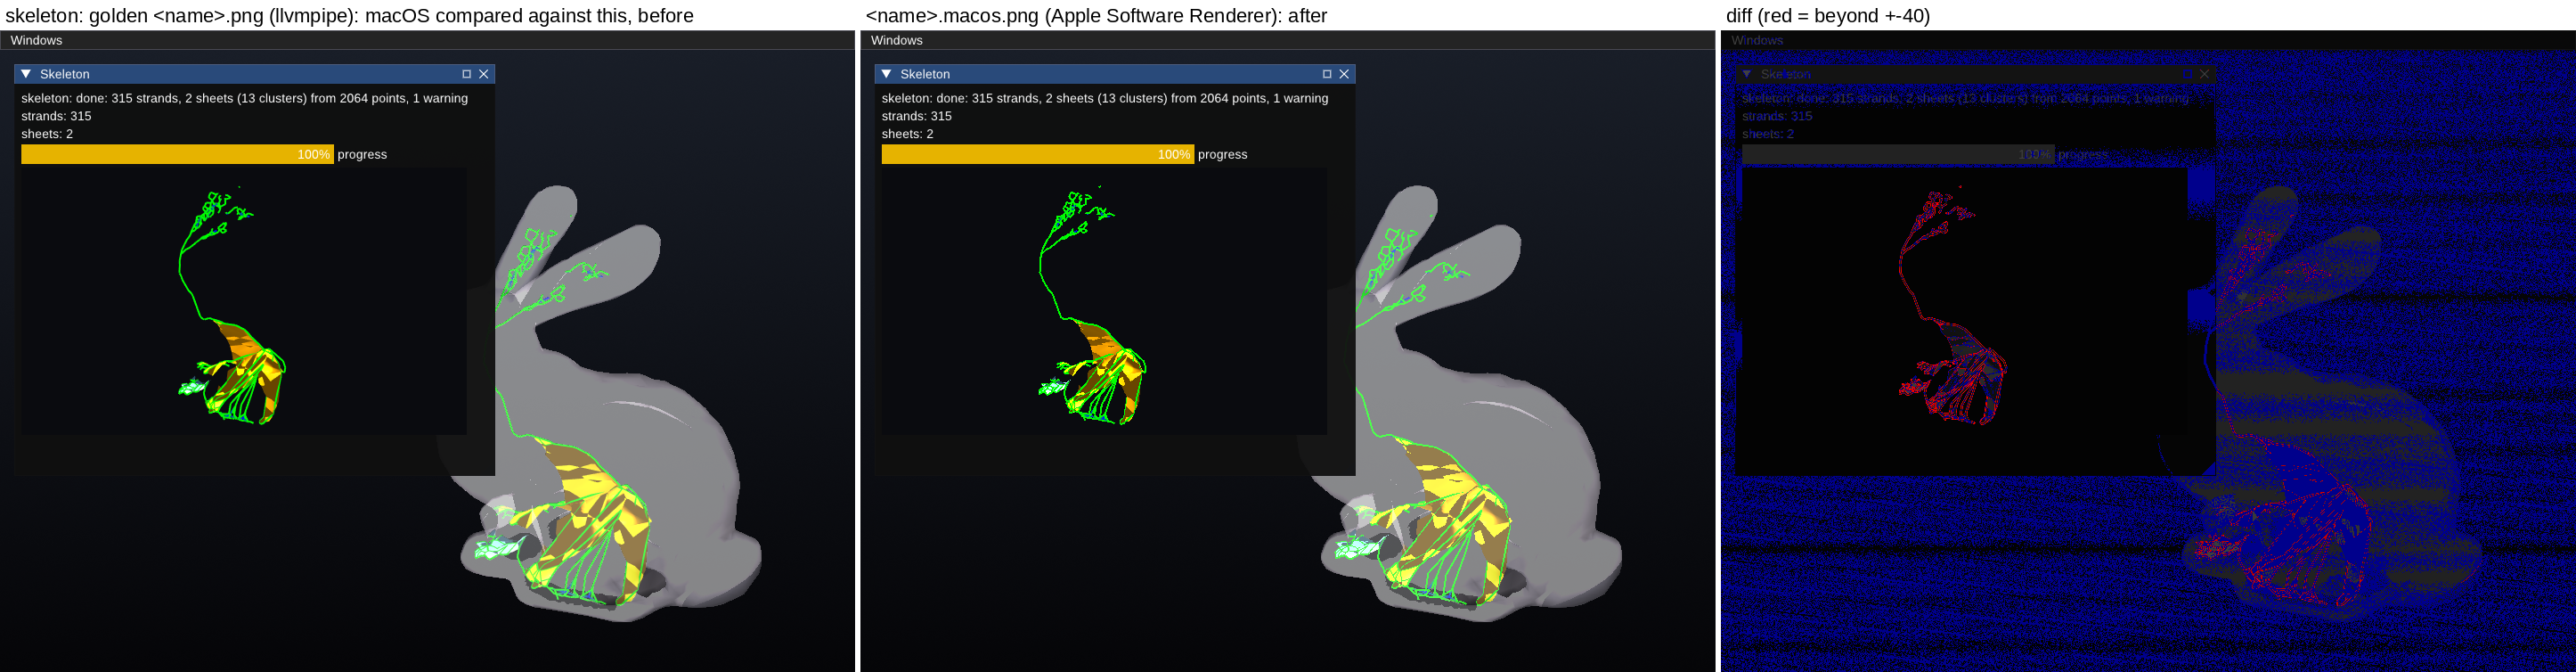 skeleton: golden <name>.png (llvmpipe): macOS compared against this, before
Windows
Skeleton
skeleton: done: 315 strands, 2 sheets (13 clusters) from 2064 points, 1 warning
strands: 315
sheets: 2
100% progress
<name>.macos.png (Apple Software Renderer): after
Windows
Skeleton
skeleton: done: 315 strands, 2 sheets (13 clusters) from 2064 points, 1 warning
strands: 315
sheets: 2
100% progress
diff (red = beyond +-40)
Windows
Skeleton
skeleton: done: 315 strands, 2 sheets (13 clusters) from 2064 points, 1 warning
strands: 315
sheets: 2
100% progress